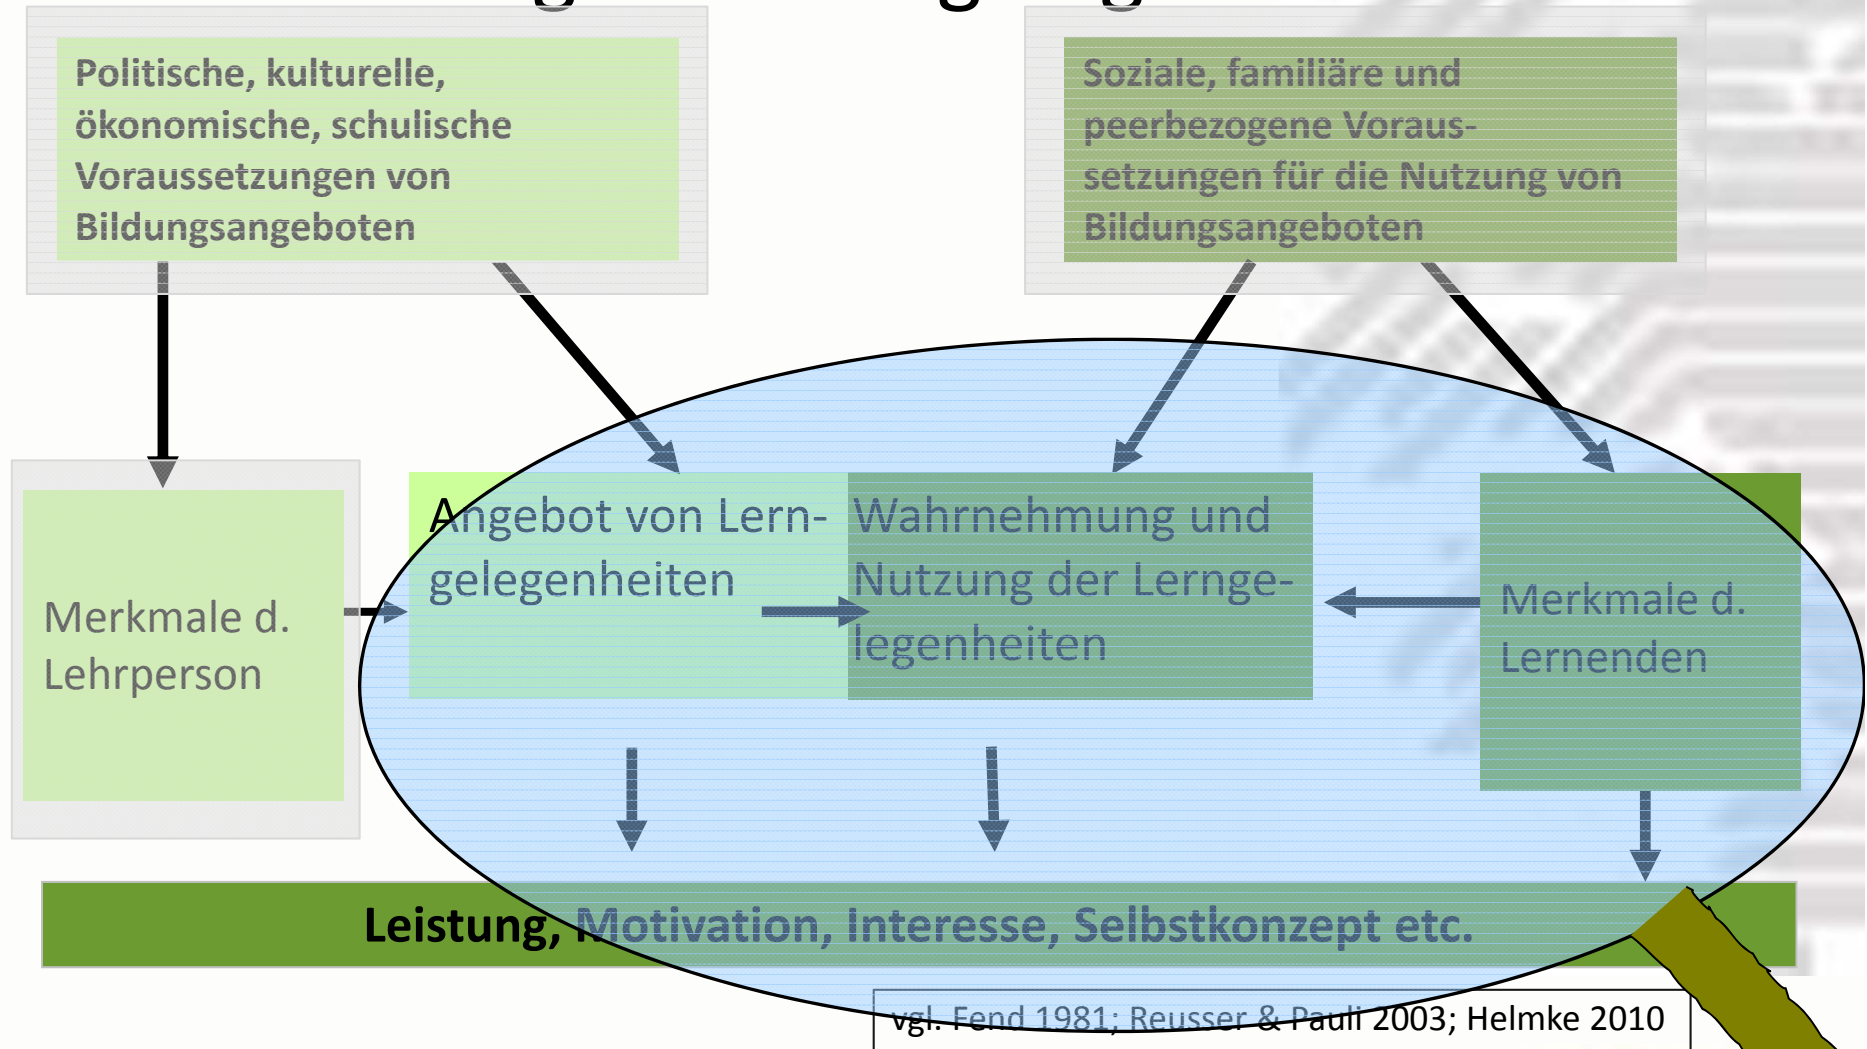 Politische, kulturelle,
ökonomische, schulische
Voraussetzungen von
Bildungsangeboten
Soziale, familiäre und
peerbezogene Voraus-
setzungen für die Nutzung von
Bildungsangeboten
Merkmale d.
Lehrperson
Angebot von Lern-
gelegenheiten
Wahrnehmung und
Nutzung der Lernge-
legenheiten
Merkmale d.
Lernenden
Leistung, Motivation, Interesse, Selbstkonzept etc.
vgl. Fend 1981; Reusser & Pauli 2003; Helmke 2010